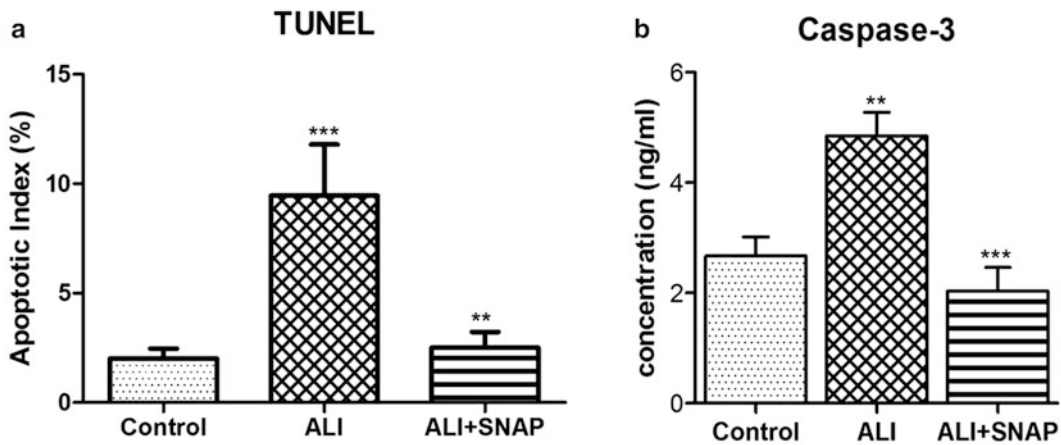 a
TUNEL
Apoptotic Index (%)
15
10
5
0
***
**
Control
ALI
ALI+SNAP
b
Caspase-3
concentration (ng/ml)
6
4
2
0
**
***
Control
ALI
ALI+SNAP